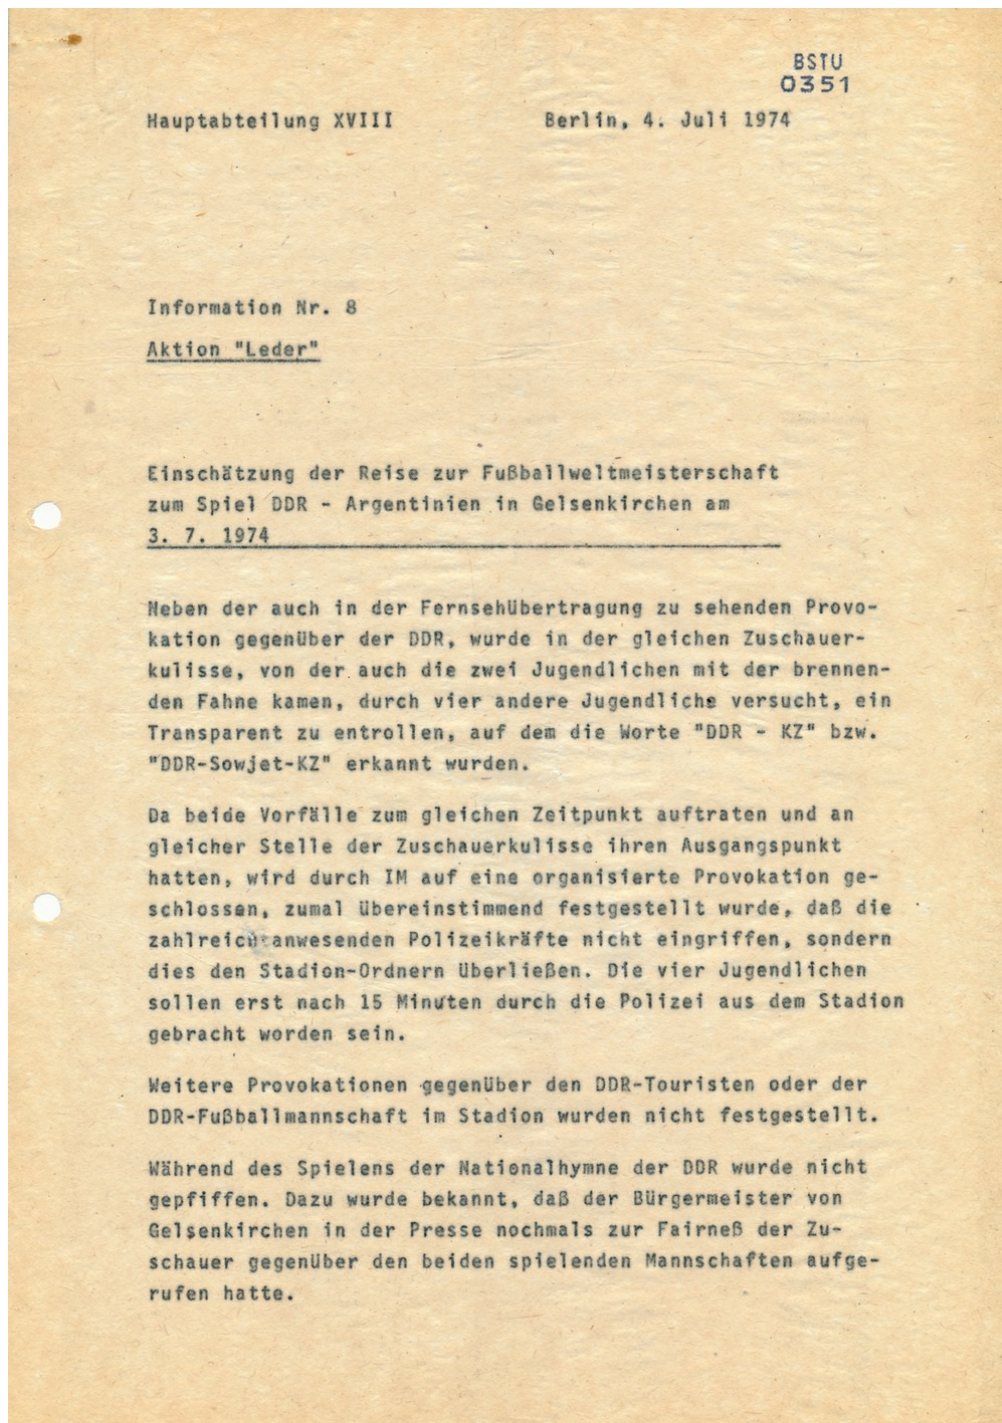 BSTU
0351
Hauptabteilung XVIII Berlin, 4. Juli 1974
Information Nr. 8
Aktion "Leder"
Einschätzung der Reise zur Fußballweltmeisterschaft
zum Spiel DDR - Argentinien in Gelsenkirchen am
3. 7. 1974
Neben der auch in der Fernsehübertragung zu sehenden Provo-
kation gegenüber der DDR, wurde in der gleichen Zuschauer-
kulisse, von der auch die zwei Jugendlichen mit der brennen-
den Fahne kamen, durch vier andere Jugendliche versucht, ein
Transparent zu entrollen, auf dem die Worte "DDR - KZ" bzw.
"DDR-Sowjet-KZ" erkannt wurden.
Da beide Vorfälle zum gleichen Zeitpunkt auftraten und an
gleicher Stelle der Zuschauerkulisse ihren Ausgangspunkt
hatten, wird durch IM auf eine organisierte Provokation ge-
schlossen, zumal übereinstimmend festgestellt wurde, daß die
zahlreich anwesenden Polizeikräfte nicht eingriffen, sondern
dies den Stadion-Ordnern überließen. Die vier Jugendlichen
sollen erst nach 15 Minuten durch die Polizei aus dem Stadion
gebracht worden sein.
Weitere Provokationen gegenüber den DDR-Touristen oder der
DDR-Fußballmannschaft im Stadion wurden nicht festgestellt.
Während des Spielens der Nationalhymne der DDR wurde nicht
gepfiffen. Dazu wurde bekannt, daß der Bürgermeister von
Gelsenkirchen in der Presse nochmals zur Fairneß der Zu-
schauer gegenüber den beiden spielenden Mannschaften aufge-
rufen hatte.